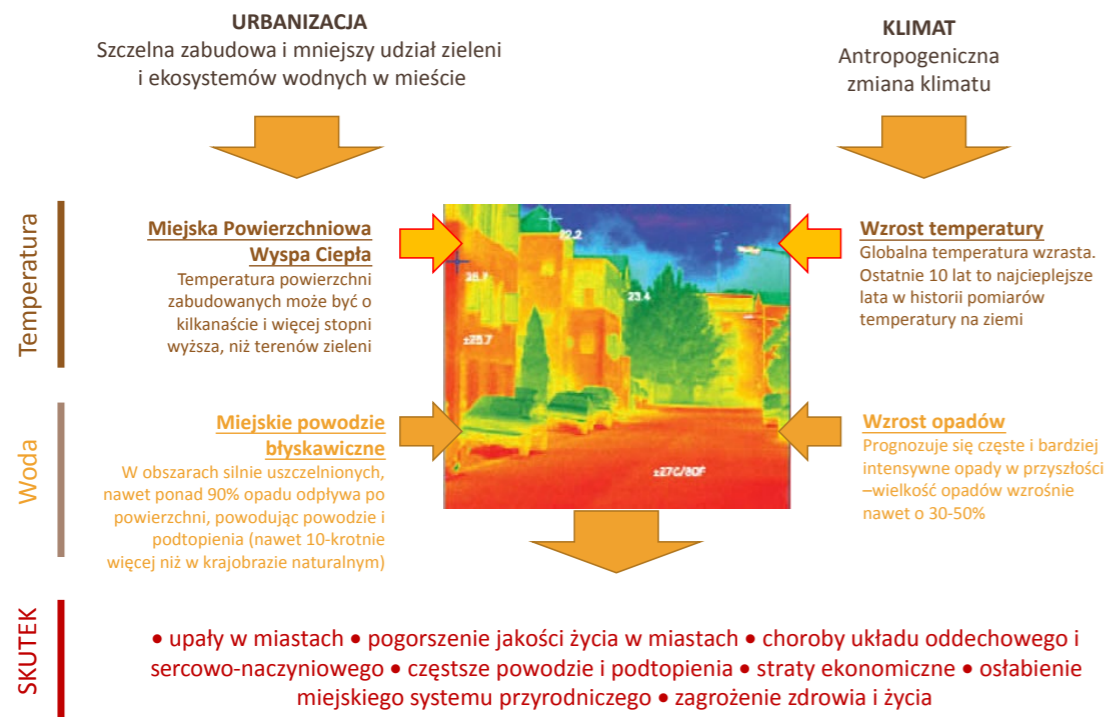 URBANIZACJA
Szczelna zabudowa i mniejszy udział zieleni
i ekosystemów wodnych w mieście
KLIMAT
Antropogeniczna
zmiana klimatu
Temperatura
Miejska Powierzchniowa
Wyspa Ciepła
Temperatura powierzchni
zabudowanych może być o
kilkanaście i więcej stopni
wyższa, niż terenów zieleni
22.2
26.7
23.4
±25.7
±27C/80F
Wzrost temperatury
Globalna temperatura wzrasta.
Ostatnie 10 lat to najcieplejsze
lata w historii pomiarów
temperatury na ziemi
Woda
Miejskie powodzie
błyskawiczne
W obszarach silnie uszczelnionych,
nawet ponad 90% opadu odpływa po
powierzchni, powodując powodzie i
podtopienia (nawet 10-krotnie
więcej niż w krajobrazie naturalnym)
Wzrost opadów
Prognozuje się częste i bardziej
intensywne opady w przyszłości
–wielkość opadów wzrośnie
nawet o 30-50%
SKUTEK
• upały w miastach • pogorszenie jakości życia w miastach • choroby układu oddechowego i
sercowo-naczyniowego • częstsze powodzie i podtopienia • straty ekonomiczne • osłabienie
miejskiego systemu przyrodniczego • zagrożenie zdrowia i życia